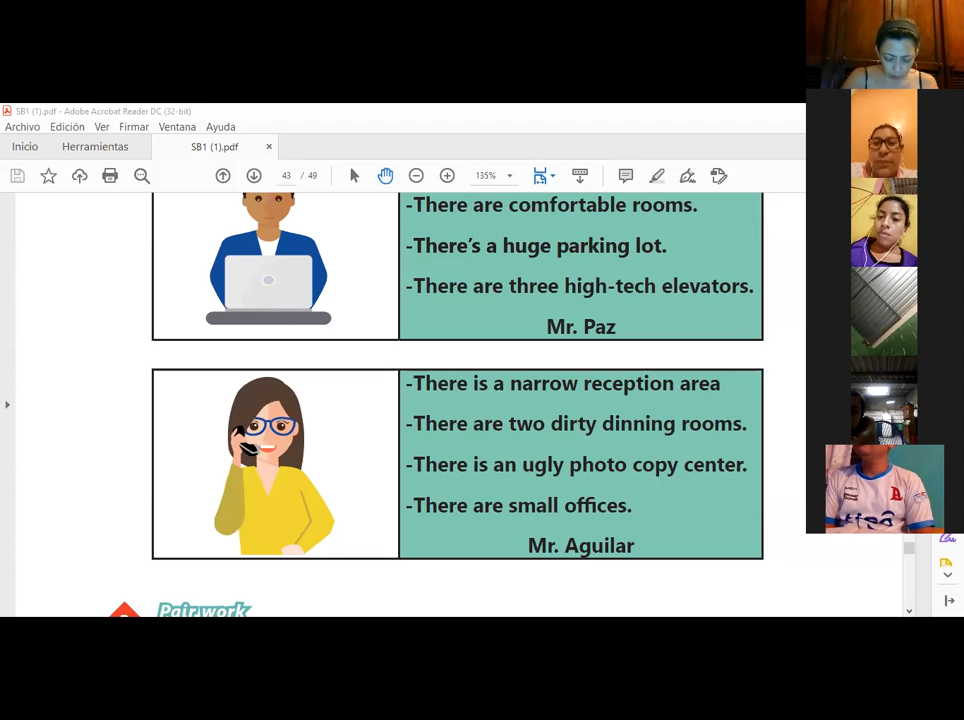 SB1 (1).pdf - Adobe Acrobat Reader DC (32-bit)
Archivo Edición Ver Firmar Ventana Ayuda
Inicio Herramientas SB1 (1).pdf ×
43 / 49 135%
-There are comfortable rooms.
-There's a huge parking lot.
-There are three high-tech elevators.
Mr. Paz
-There is a narrow reception area
-There are two dirty dinning rooms.
-There is an ugly photo copy center.
-There are small offices.
Mr. Aguilar
Pair work